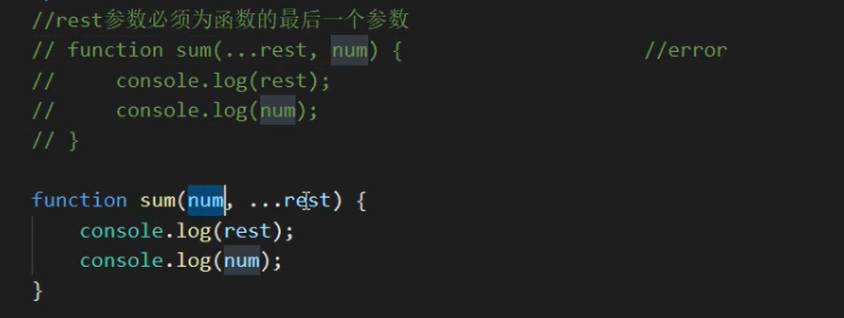 //rest参数必须为函数的最后一个参数
// function sum(...rest, num) {                    //error
//     console.log(rest);
//     console.log(num);
// }
function sum(num, ...rest) {
    console.log(rest);
    console.log(num);
}